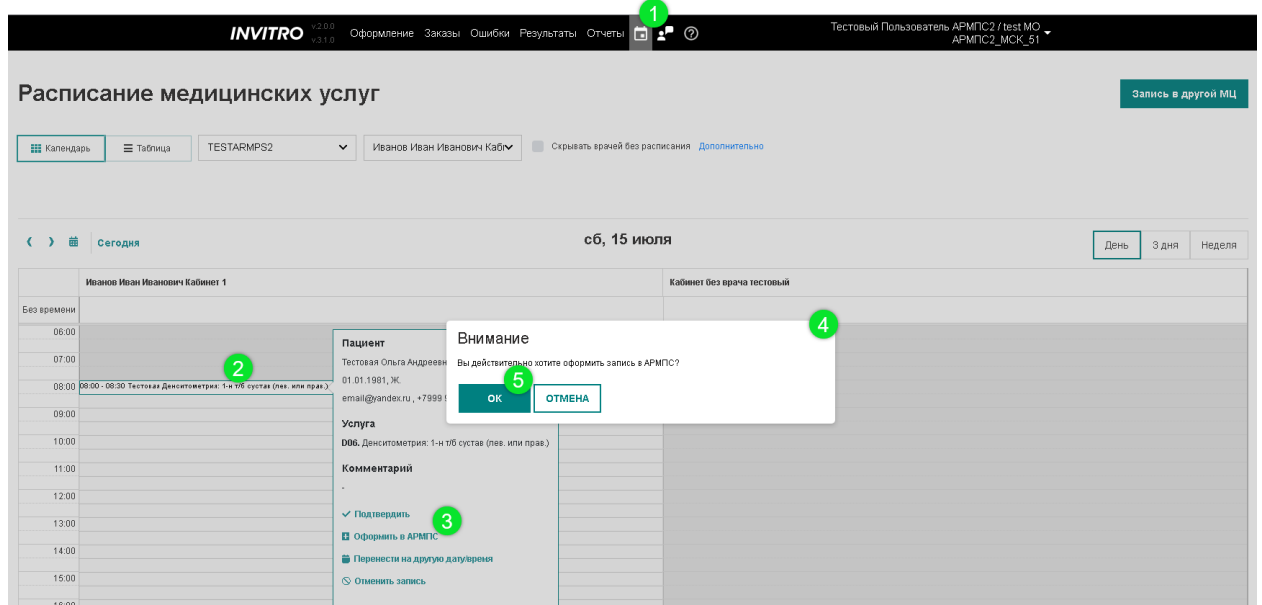 1
INVITRO v.2.0.0 v.3.1.0 Оформление Заказы Ошибки Результаты Отчеты Тестовый Пользователь АРМПС2 / test МО
АРМПС2_МСК_51
Расписание медицинских услуг
Запись в другой МЦ
Календарь Таблица TESTARMPS2 Иванов Иван Иванович Скрывать врачей без расписания Дополнительно
Сегодня
сб, 15 июля
День 3 дня Неделя
Иванов Иван Иванович Кабинет 1 Кабинет без врача тестовый
Без времени
06:00
07:00
08:00
09:00
10:00
11:00
12:00
13:00
14:00
15:00
16:00
2
08:00 - 08:30 Тестовая Денситометрия: 1-н т/б сустав (лев. или прав.)
Пациент
Тестовая Ольга
01.01.1981, Ж.
email@yandex.ru , +7999
Услуга
D06. Денситометрия: 1-н т/б сустав (лев. или прав.)
Комментарий
-
Подтвердить
3
Оформить в АРМПС
Перенести на другую дату/время
Отменить запись
4
Внимание
Вы действительно хотите оформить запись в АРМПС?
5
ОК ОТМЕНА